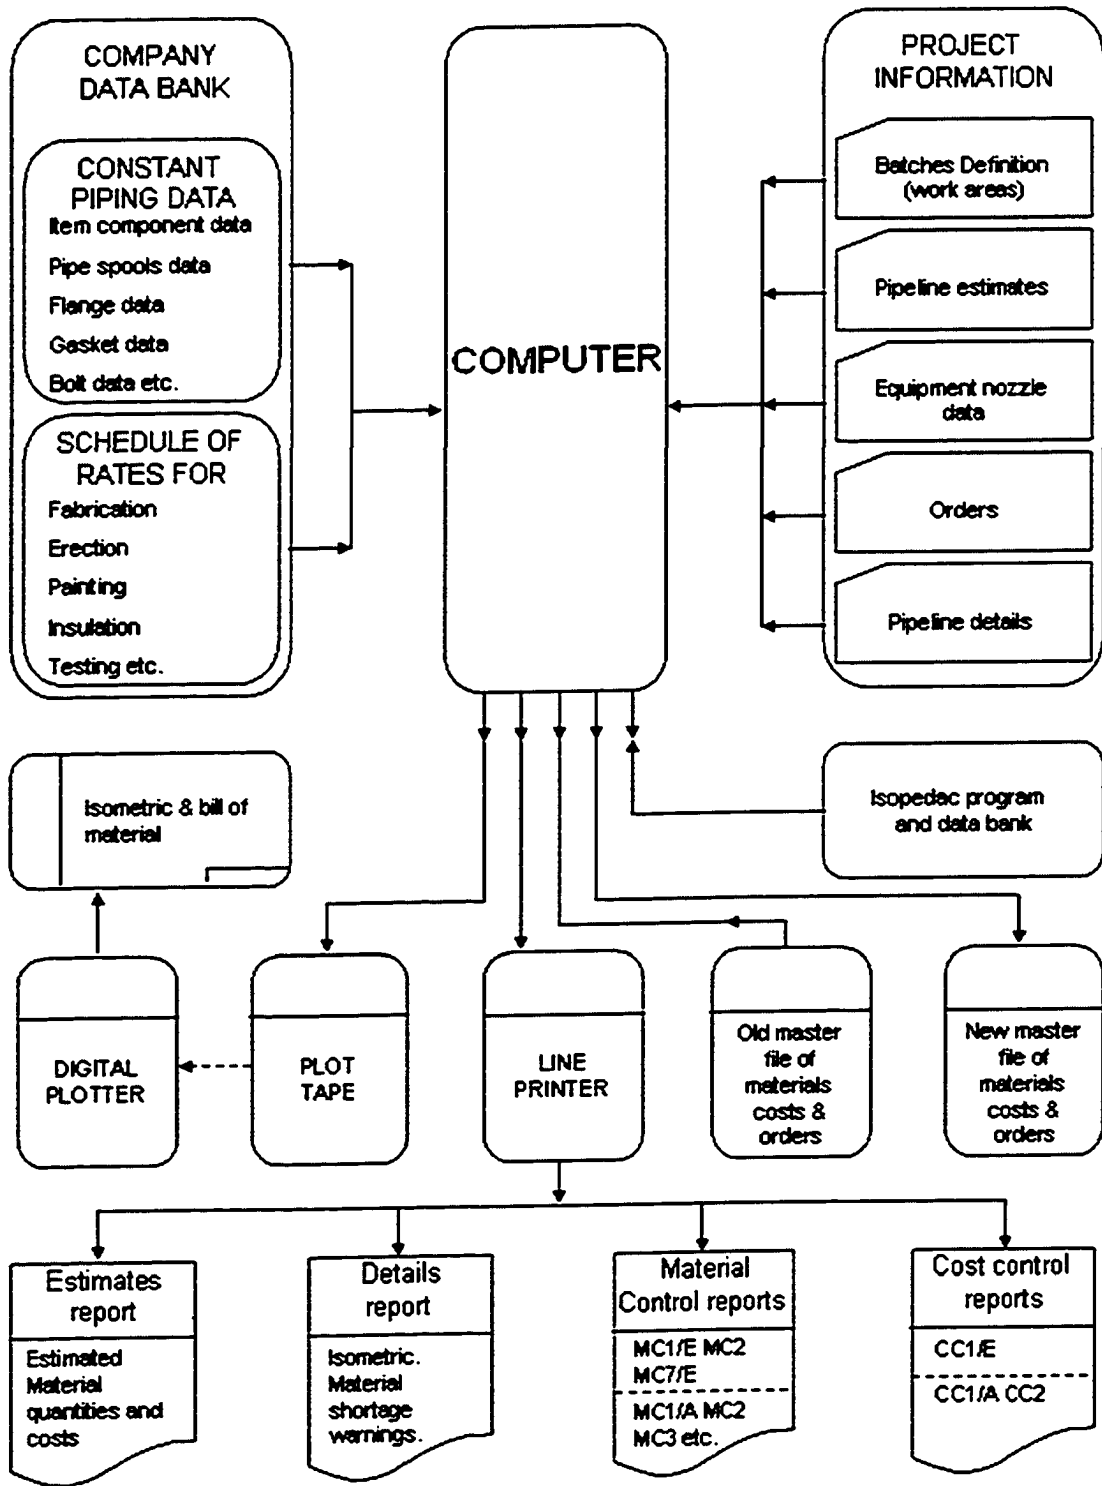 COMPANY
DATA BANK
CONSTANT
PIPING DATA
Item component data
Pipe spools data
Flange data
Gasket data
Bolt data etc.
SCHEDULE OF
RATES FOR
Fabrication
Erection
Painting
Insulation
Testing etc.
COMPUTER
PROJECT
INFORMATION
Batches Definition
(work areas)
Pipeline estimates
Equipment nozzle
data
Orders
Pipeline details
Isometric & bill of
material
Isopedac program
and data bank
DIGITAL
PLOTTER
PLOT
TAPE
LINE
PRINTER
Old master
file of
materials
costs &
orders
New master
file of
materials
costs &
orders
Estimates
report
Estimated
Material
quantities and
costs
Details
report
Isometric.
Material
shortage
warnings.
Material
Control reports
MC1/E MC2
MC7/E
MC1/A MC2
MC3 etc.
Cost control
reports
CC1/E
CC1/A CC2